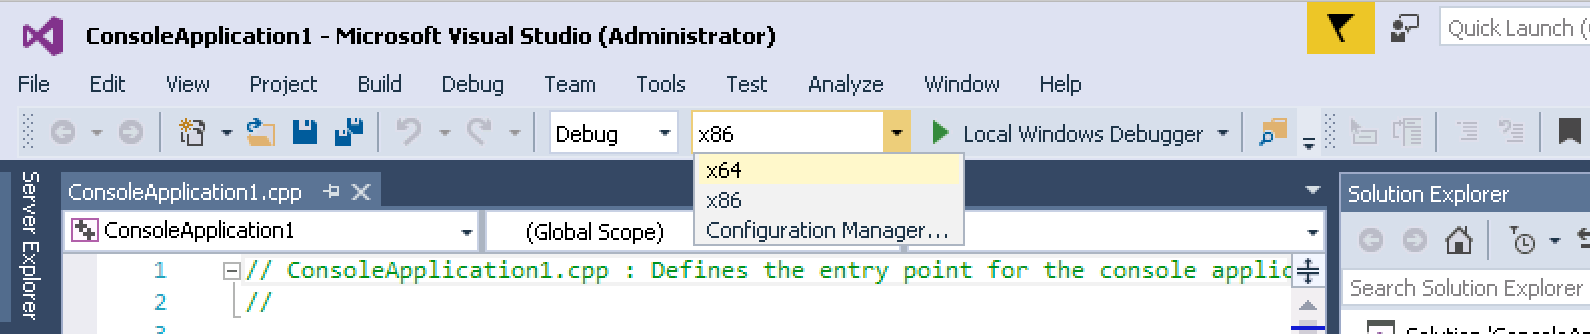 ConsoleApplication1 - Microsoft Visual Studio (Administrator)
Quick Launch (
File Edit View Project Build Debug Team Tools Test Analyze Window Help
Debug x86 Local Windows Debugger
x64
x86
Configuration Manager...
Server Explorer
ConsoleApplication1.cpp
Solution Explorer
ConsoleApplication1 (Global Scope)
1 // ConsoleApplication1.cpp : Defines the entry point for the console applic
2 //
3
Search Solution Explorer
Solution 'ConsoleAp